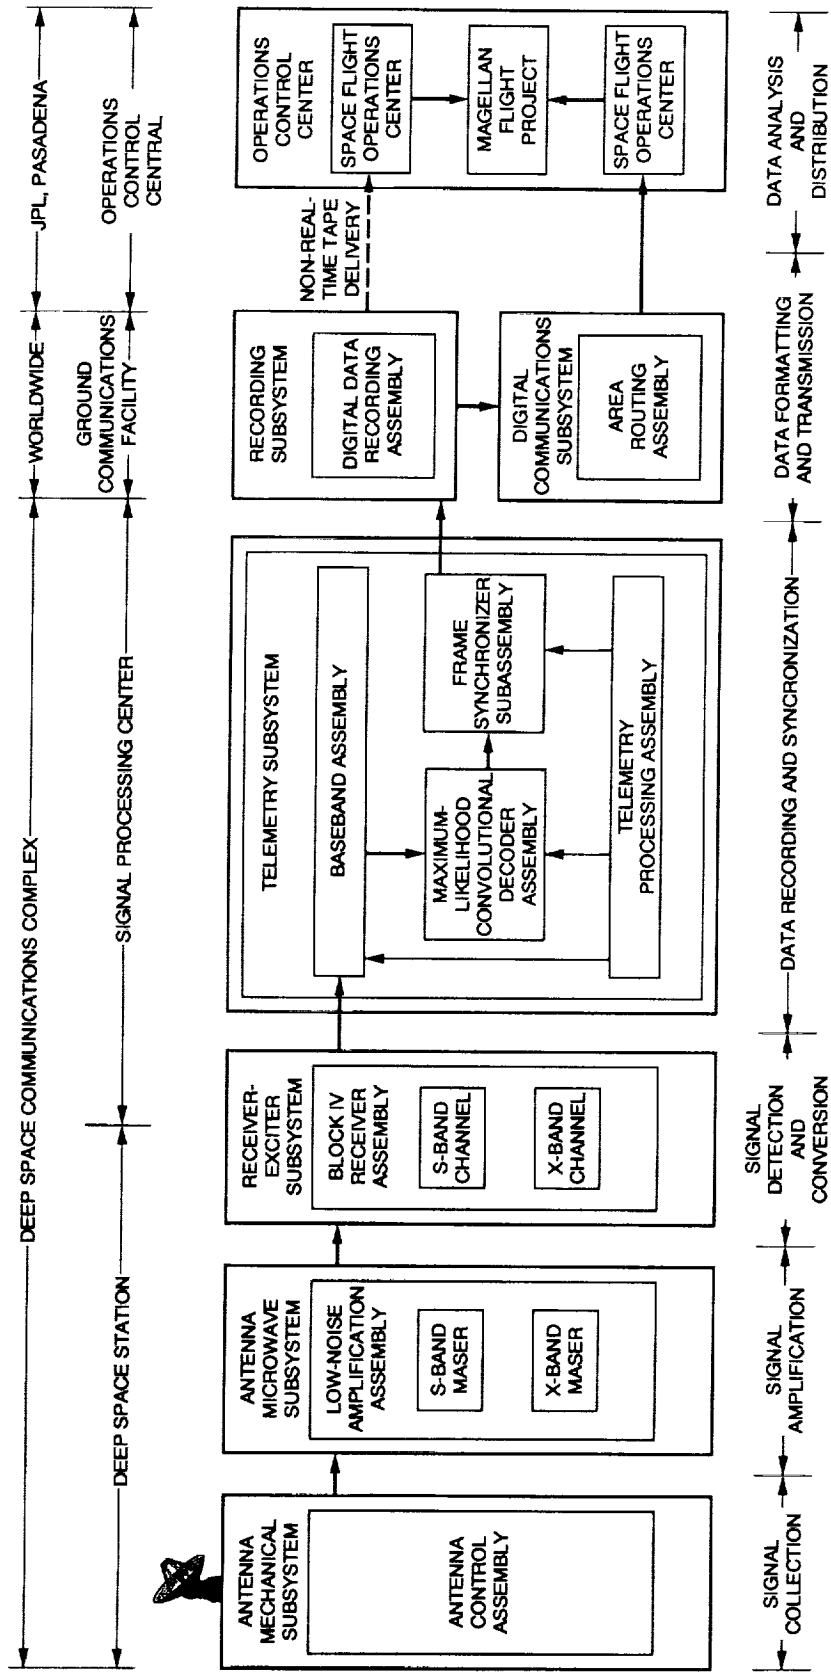 DEEP SPACE COMMUNICATIONS COMPLEX
WORLDWIDE
JPL, PASADENA
DEEP SPACE STATION
SIGNAL PROCESSING CENTER
GROUND
COMMUNICATIONS
FACILITY
OPERATIONS
CONTROL
CENTRAL
ANTENNA
MECHANICAL
SUBSYSTEM
ANTENNA
CONTROL
ASSEMBLY
ANTENNA
MICROWAVE
SUBSYSTEM
LOW-NOISE
AMPLIFICATION
ASSEMBLY
S-BAND
MASER
X-BAND
MASER
RECEIVER-
EXCITER
SUBSYSTEM
BLOCK IV
RECEIVER
ASSEMBLY
S-BAND
CHANNEL
X-BAND
CHANNEL
TELEMETRY SUBSYSTEM
BASEBAND ASSEMBLY
MAXIMUM-
LIKELIHOOD
CONVOLUTIONAL
DECODER
ASSEMBLY
FRAME
SYNCHRONIZER
SUBASSEMBLY
TELEMETRY
PROCESSING ASSEMBLY
RECORDING
SUBSYSTEM
DIGITAL DATA
RECORDING
ASSEMBLY
DIGITAL
COMMUNICATIONS
SUBSYSTEM
AREA
ROUTING
ASSEMBLY
NON-REAL-
TIME TAPE
DELIVERY
OPERATIONS
CONTROL
CENTER
SPACE FLIGHT
OPERATIONS
CENTER
MAGELLAN
FLIGHT
PROJECT
SPACE FLIGHT
OPERATIONS
CENTER
SIGNAL
COLLECTION
SIGNAL
AMPLIFICATION
SIGNAL
DETECTION
AND
CONVERSION
DATA RECORDING AND SYNCRONIZATION
DATA FORMATTING
AND TRANSMISSION
DATA ANALYSIS
AND
DISTRIBUTION